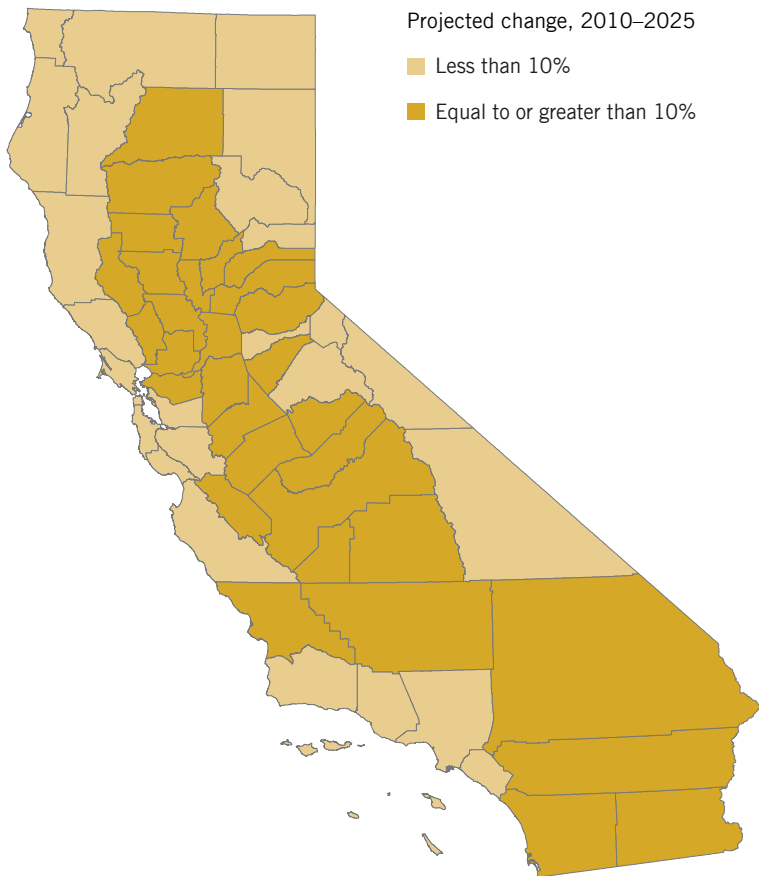 Projected change, 2010–2025
Less than 10%
Equal to or greater than 10%